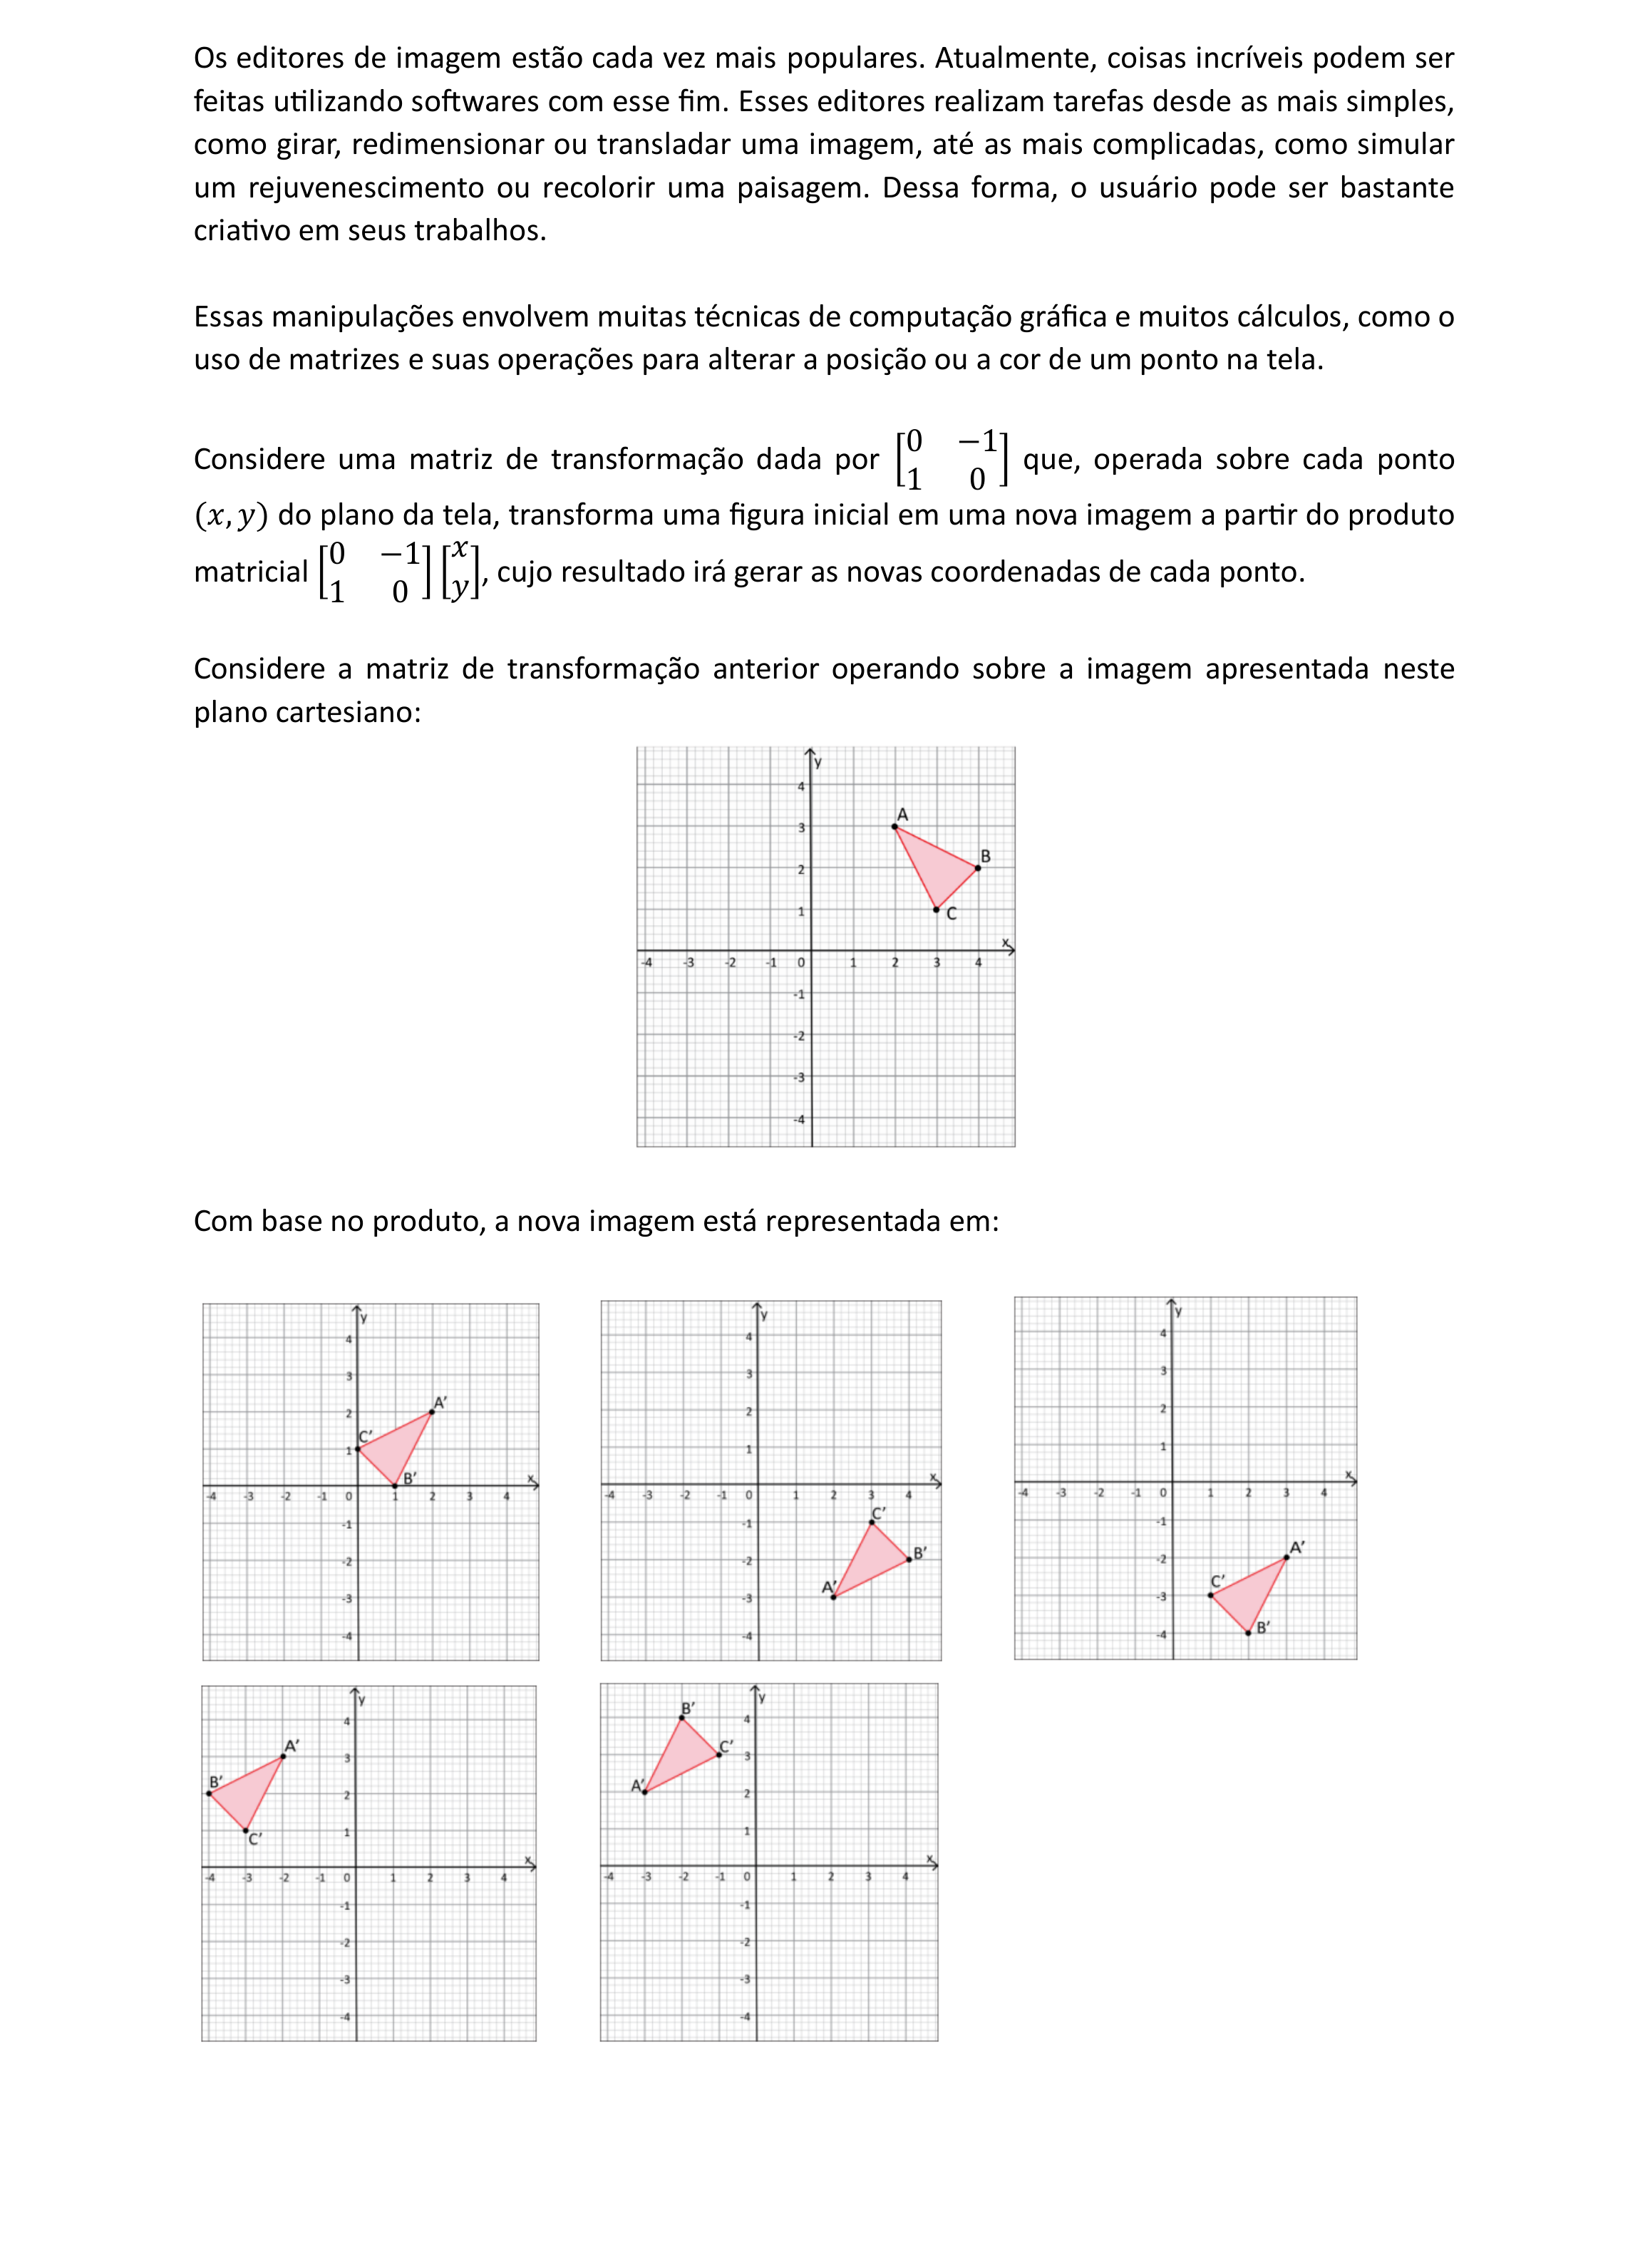 Os editores de imagem estão cada vez mais populares. Atualmente, coisas incríveis podem ser
feitas utilizando softwares com esse fim. Esses editores realizam tarefas desde as mais simples,
como girar, redimensionar ou transladar uma imagem, até as mais complicadas, como simular
um rejuvenescimento ou recolorir uma paisagem. Dessa forma, o usuário pode ser bastante
criativo em seus trabalhos.
Essas manipulações envolvem muitas técnicas de computação gráfica e muitos cálculos, como o
uso de matrizes e suas operações para alterar a posição ou a cor de um ponto na tela.
Considere uma matriz de transformação dada por [0 −1 1 0] que, operada sobre cada ponto
(x, y) do plano da tela, transforma uma figura inicial em uma nova imagem a partir do produto
matricial [0 −1 1 0] [x y], cujo resultado irá gerar as novas coordenadas de cada ponto.
Considere a matriz de transformação anterior operando sobre a imagem apresentada neste
plano cartesiano:
y
4
A
3
B
2
1
C
x
-4 -3 -2 -1 0 1 2 3 4
-1
-2
-3
-4
Com base no produto, a nova imagem está representada em:
y
4
3
A'
2
C'
1
B'
x
-4 -3 -2 -1 0 1 2 3 4
-1
-2
-3
-4
y
4
3
2
1
x
-4 -3 -2 -1 0 1 2 3 4
C'
-1
B'
-2
A'
-3
-4
y
4
3
2
1
x
-4 -3 -2 -1 0 1 2 3 4
-1
A'
-2
C'
-3
B'
-4
y
4
A'
3
B'
2
1
C'
x
-4 -3 -2 -1 0 1 2 3 4
-1
-2
-3
-4
y
B'
4
C'
3
A'
2
1
x
-4 -3 -2 -1 0 1 2 3 4
-1
-2
-3
-4